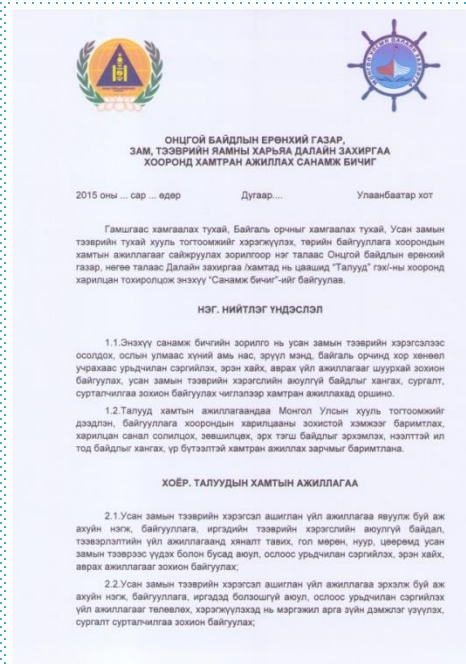 МОНГОЛ УЛСЫН ДАЛАЙН ЗАХИРГАА
ОНЦГОЙ БАЙДЛЫН ЕРӨНХИЙ ГАЗАР,
ЗАМ, ТЭЭВРИЙН ЯАМНЫ ХАРЬЯА ДАЛАЙН ЗАХИРГАА
ХООРОНД ХАМТРАН АЖИЛЛАХ САНАМЖ БИЧИГ
2015 оны ... сар ... өдөр Дугаар.... Улаанбаатар хот
Гамшгаас хамгаалах тухай, Байгаль орчныг хамгаалах тухай, Усан замын
тээврийн тухай хууль тогтоомжийг хэрэгжүүлэх, төрийн байгууллага хоорондын
хамтын ажиллагааг сайжруулах зорилгоор нэг талаас Онцгой байдлын ерөнхий
газар, нөгөө талаас Далайн захиргаа /хамтад нь цаашид “Талууд” гэх/-ны хооронд
харилцан тохиролцож энэхүү “Санамж бичиг”-ийг байгуулав.
НЭГ. НИЙТЛЭГ ҮНДЭСЛЭЛ
1.1.Энэхүү санамж бичгийн зорилго нь усан замын тээврийн хэрэгсэлээс
осолдох, ослын улмаас хүний амь нас, эрүүл мэнд, байгаль орчинд хор хөнөөл
учрахаас урьдчилан сэргийлэх, эрэн хайх, аврах үйл ажиллагааг шуурхай зохион
байгуулах, усан замын тээврийн хэрэгслийн аюулгүй байдлыг хангах, сургалт,
сурталчилгаа зохион байгуулах чиглэлээр хамтран ажиллахад оршино.
1.2.Талууд хамтын ажиллагаандаа Монгол Улсын хууль тогтоомжийг
дээдлэн, байгууллага хоорондын харилцааны зохистой хэмжээг баримтлах,
харилцан санал солилцох, зөвшилцөх, эрх тэгш байдлыг эрхэмлэх, нээлттэй ил
тод байдлыг хангах, үр бүтээлтэй хамтран ажиллах зарчмыг баримтлана.
ХОЁР. ТАЛУУДЫН ХАМТЫН АЖИЛЛАГАА
2.1.Усан замын тээврийн хэрэгсэл ашиглан үйл ажиллагаа явуулж буй аж
ахуйн нэгж, байгууллага, иргэдийн тээврийн хэрэгслийн аюулгүй байдал,
тээвэрлэлтийн үйл ажиллагаанд хяналт тавих, гол мөрөн, нуур, цөөрөмд усан
замын тээврээс үүдэх болон бусад аюул, ослоос урьдчилан сэргийлэх, эрэн хайх,
аврах ажиллагааг зохион байгуулах;
2.2.Усан замын тээврийн хэрэгсэл ашиглан үйл ажиллагаа эрхэлж буй аж
ахуйн нэгж, байгууллага, иргэдэд болзошгүй аюул, ослоос урьдчилан сэргийлэх
үйл ажиллагааг төлөвлөх, хэрэгжүүлэхэд нь мэргэжил арга зүйн дэмжлэг үзүүлэх,
сургалт сурталчилгаа зохион байгуулах;